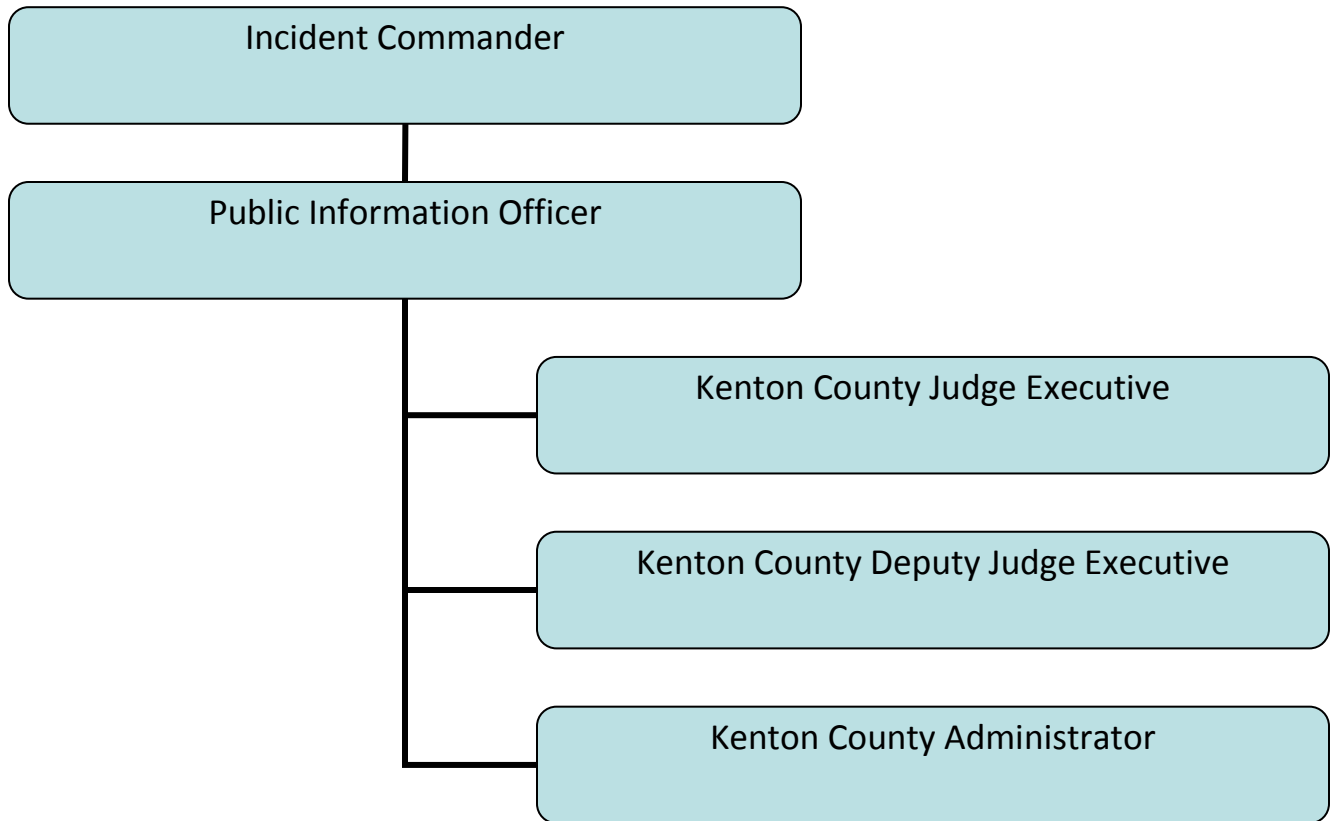 Incident Commander
Public Information Officer
Kenton County Judge Executive
Kenton County Deputy Judge Executive
Kenton County Administrator